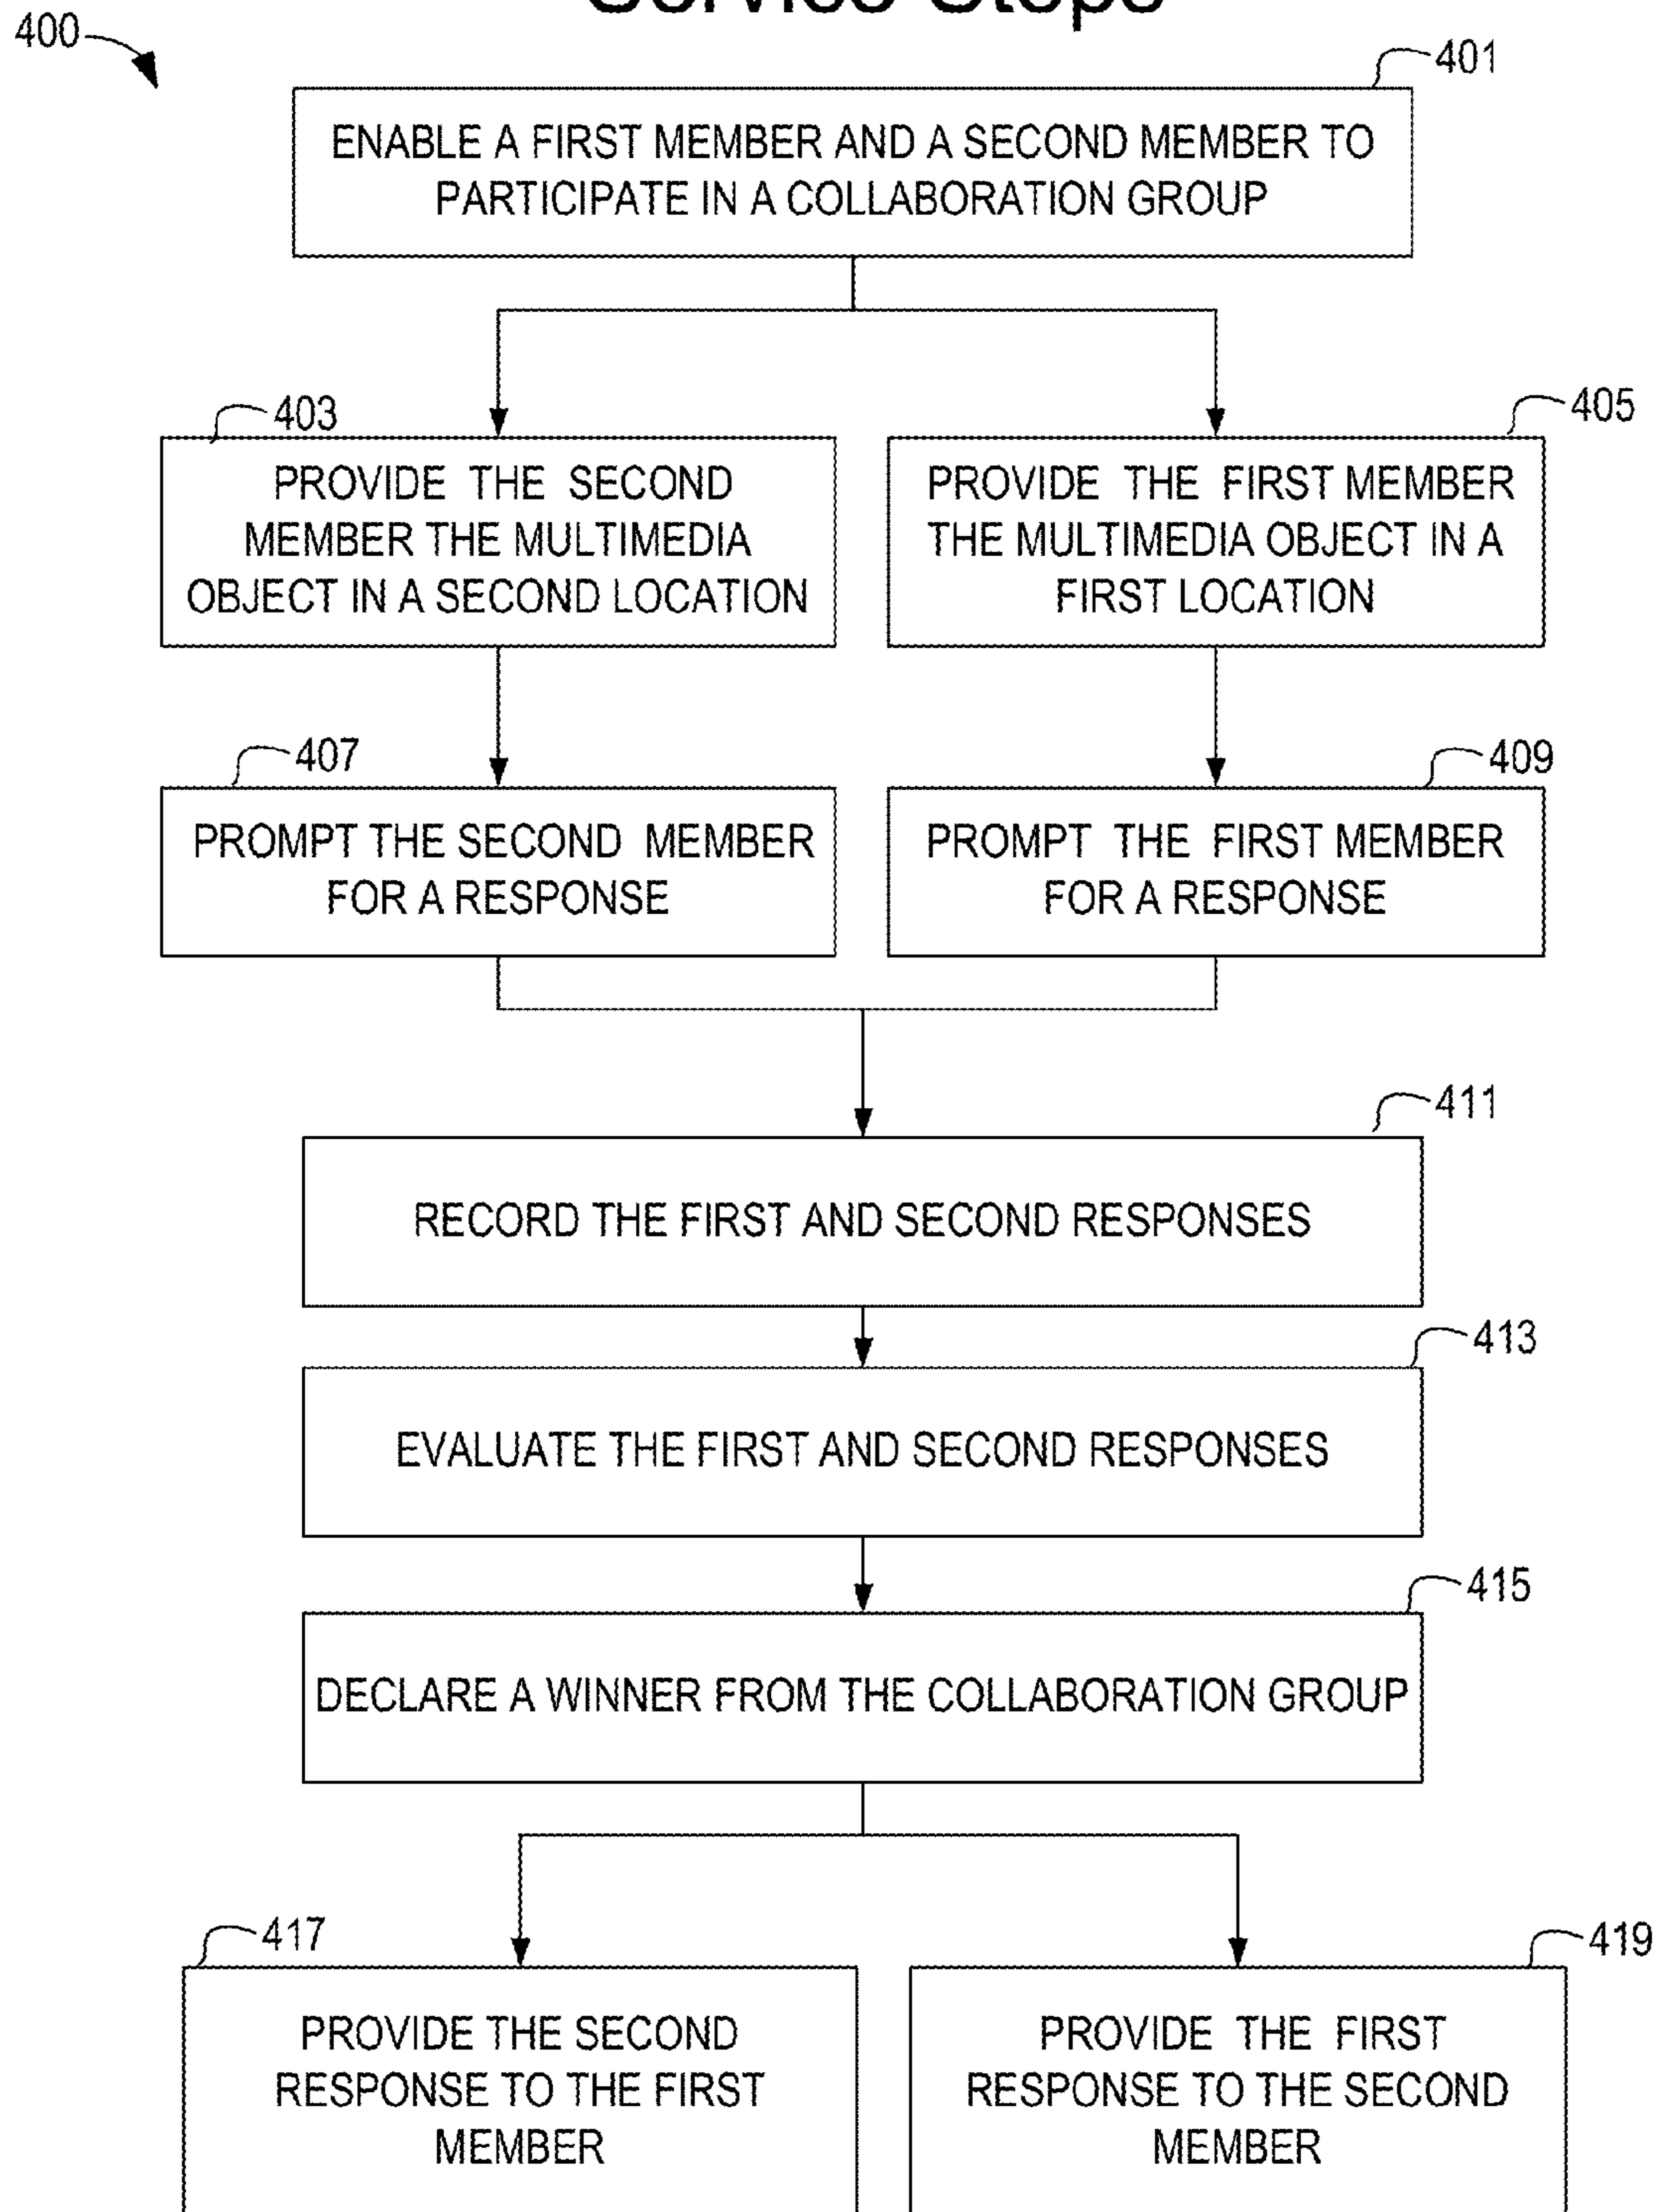 Service Steps
400
401
ENABLE A FIRST MEMBER AND A SECOND MEMBER TO
PARTICIPATE IN A COLLABORATION GROUP
403
PROVIDE THE SECOND
MEMBER THE MULTIMEDIA
OBJECT IN A SECOND LOCATION
405
PROVIDE THE FIRST MEMBER
THE MULTIMEDIA OBJECT IN A
FIRST LOCATION
407
PROMPT THE SECOND MEMBER
FOR A RESPONSE
409
PROMPT THE FIRST MEMBER
FOR A RESPONSE
411
RECORD THE FIRST AND SECOND RESPONSES
413
EVALUATE THE FIRST AND SECOND RESPONSES
415
DECLARE A WINNER FROM THE COLLABORATION GROUP
417
PROVIDE THE SECOND
RESPONSE TO THE FIRST
MEMBER
419
PROVIDE THE FIRST
RESPONSE TO THE SECOND
MEMBER